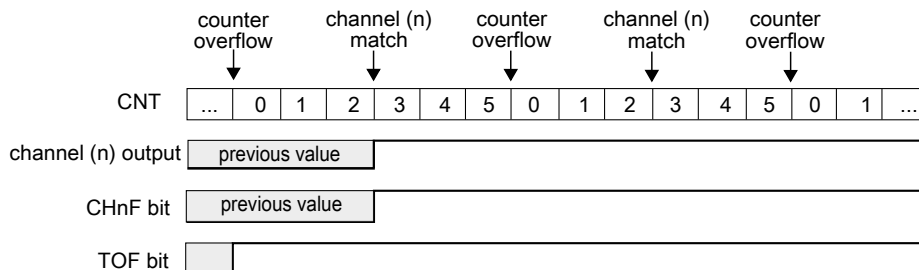 counter overflow
channel (n) match
counter overflow
channel (n) match
counter overflow
CNT ... 0 1 2 3 4 5 0 1 2 3 4 5 0 1 ...
channel (n) output previous value
CHnF bit previous value
TOF bit